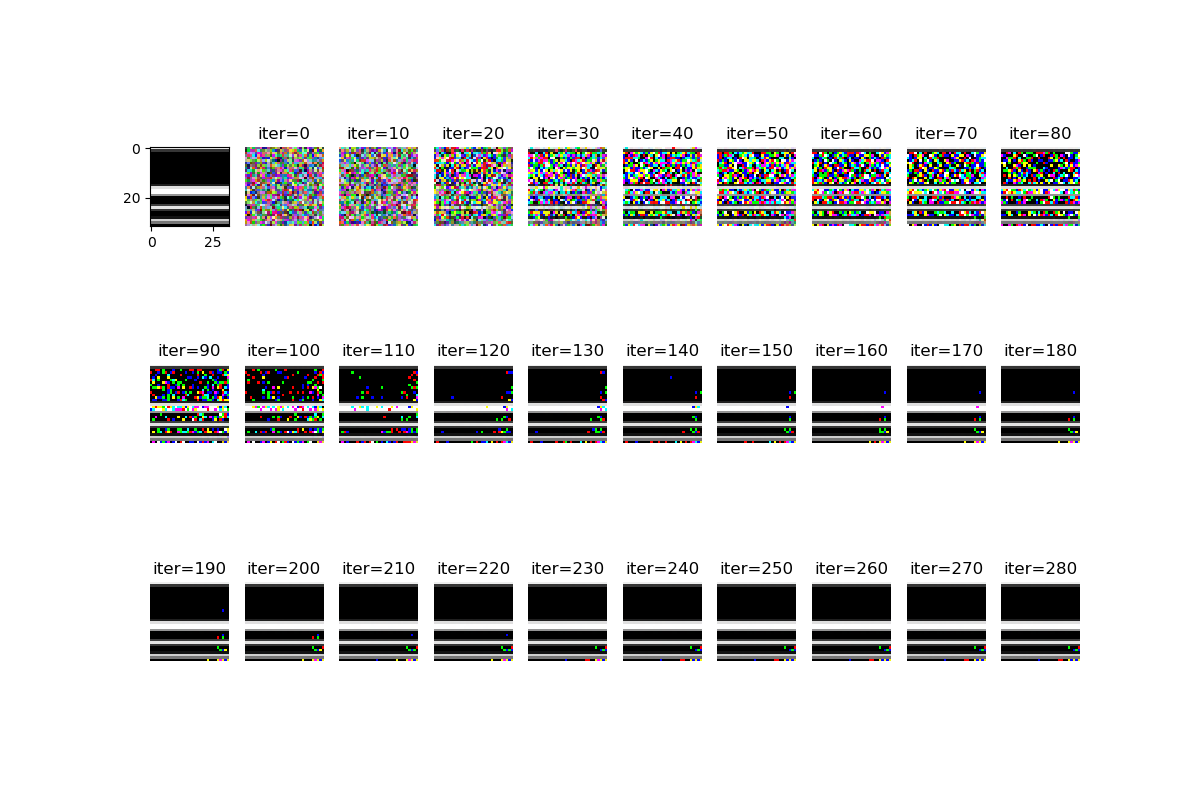 iter=0 iter=10 iter=20 iter=30 iter=40 iter=50 iter=60 iter=70 iter=80
0
20
0 25
iter=90 iter=100 iter=110 iter=120 iter=130 iter=140 iter=150 iter=160 iter=170 iter=180
iter=190 iter=200 iter=210 iter=220 iter=230 iter=240 iter=250 iter=260 iter=270 iter=280